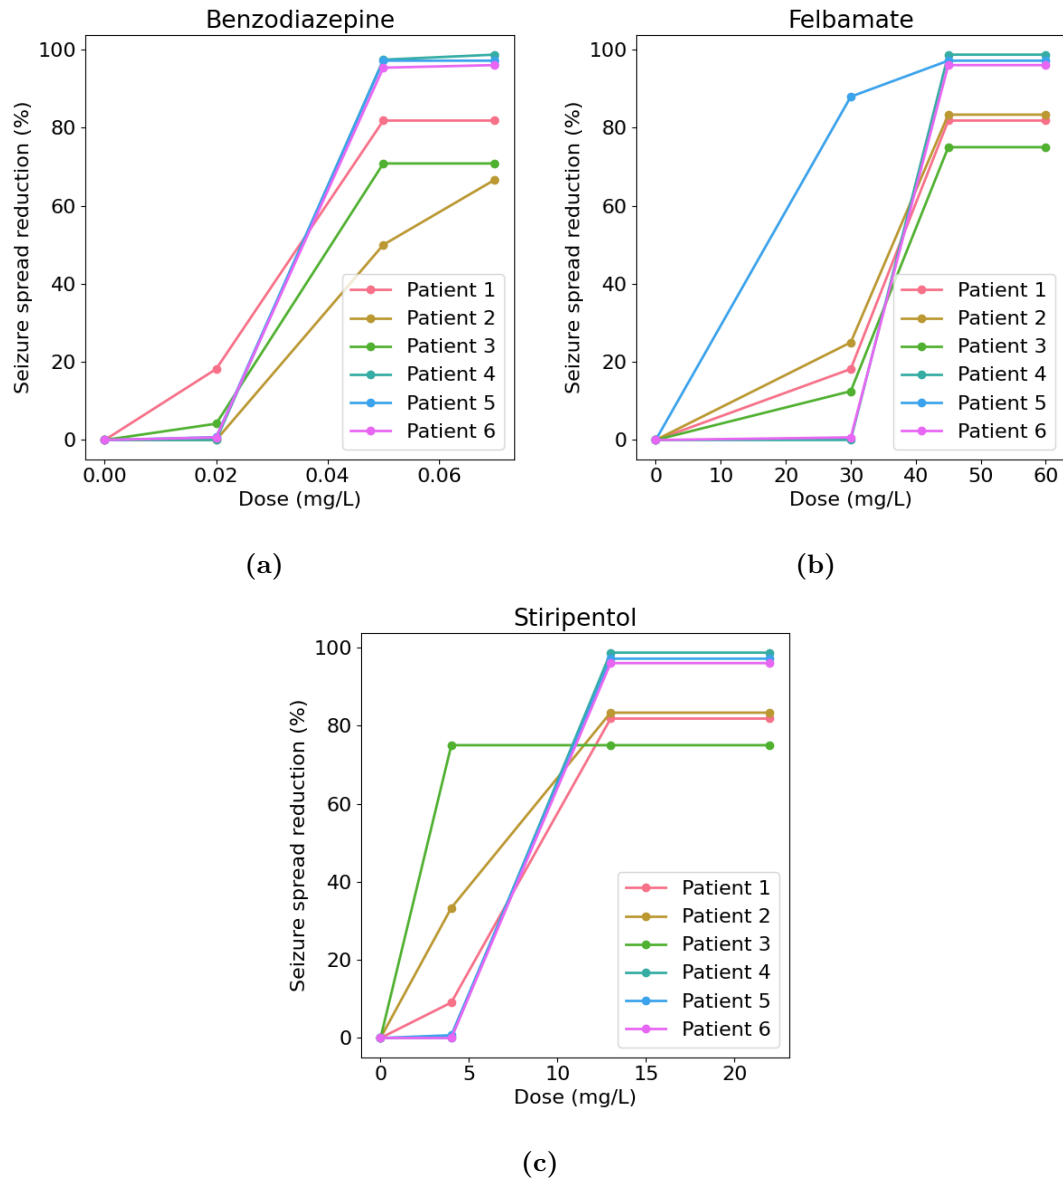 Benzodiazepine
Seizure spread reduction (%)
100
80
60
40
20
0
0.00 0.02 0.04 0.06
Dose (mg/L)
Patient 1
Patient 2
Patient 3
Patient 4
Patient 5
Patient 6
(a)
Felbamate
Seizure spread reduction (%)
100
80
60
40
20
0
0 10 20 30 40 50 60
Dose (mg/L)
Patient 1
Patient 2
Patient 3
Patient 4
Patient 5
Patient 6
(b)
Stiripentol
Seizure spread reduction (%)
100
80
60
40
20
0
0 5 10 15 20
Dose (mg/L)
Patient 1
Patient 2
Patient 3
Patient 4
Patient 5
Patient 6
(c)